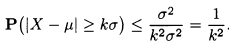 P(|X − μ| ≥ kσ) ≤ σ²/k²σ² = 1/k².